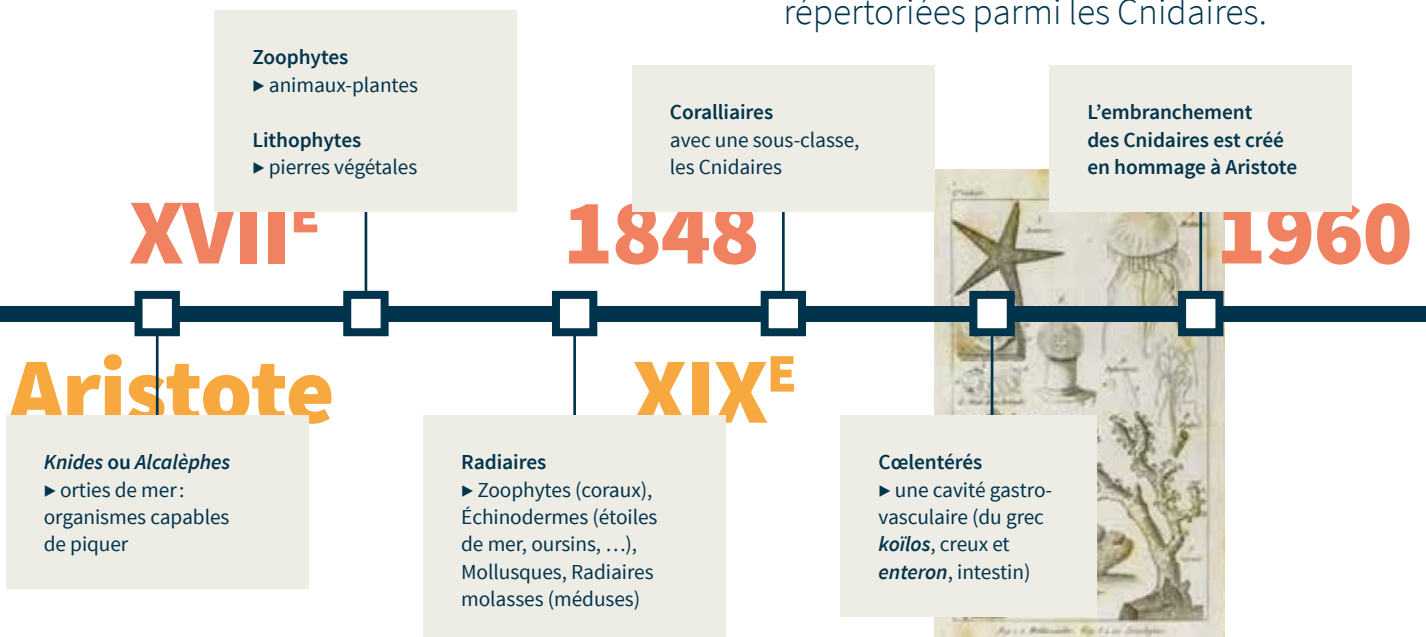 répertoriées parmi les Cnidaires.
Zoophytes
▸ animaux-plantes
Lithophytes
▸ pierres végétales
Coralliaires
avec une sous-classe,
les Cnidaires
L’embranchement
des Cnidaires est créé
en hommage à Aristote
XVIIE
1848
1960
Aristote
XIXE
Knides ou Alcalèphes
▸ orties de mer :
organismes capables
de piquer
Radiaires
▸ Zoophytes (coraux),
Échinodermes (étoiles
de mer, oursins, …),
Mollusques, Radiaires
molasses (méduses)
Cœlentérés
▸ une cavité gastro-
vasculaire (du grec
koïlos, creux et
enteron, intestin)